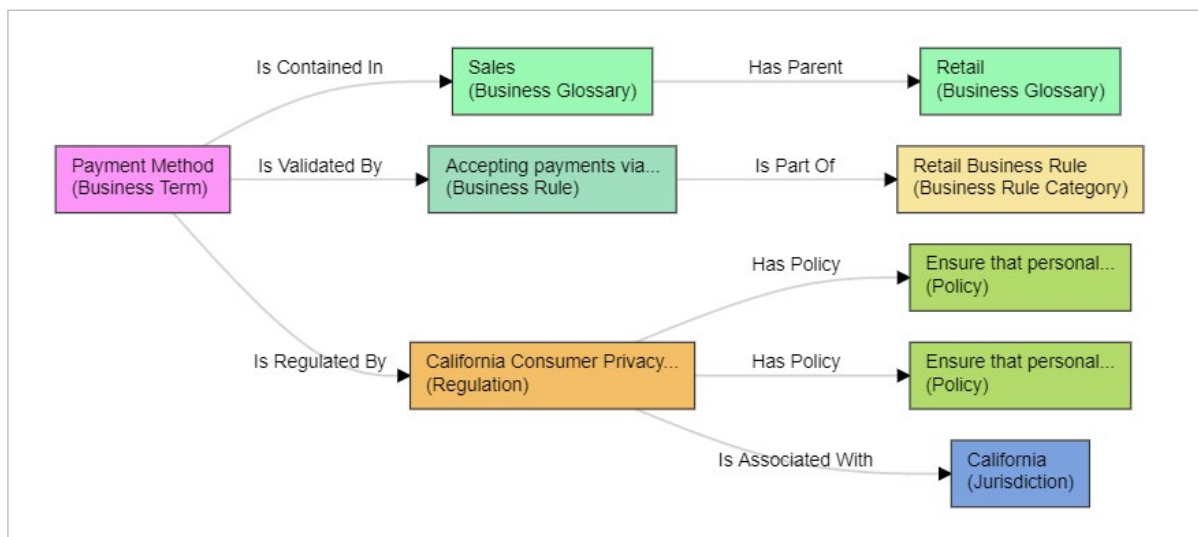 Is Contained In
Sales
(Business Glossary)
Has Parent
Retail
(Business Glossary)
Payment Method
(Business Term)
Is Validated By
Accepting payments via...
(Business Rule)
Is Part Of
Retail Business Rule
(Business Rule Category)
Has Policy
Ensure that personal...
(Policy)
Is Regulated By
California Consumer Privacy...
(Regulation)
Has Policy
Ensure that personal...
(Policy)
Is Associated With
California
(Jurisdiction)